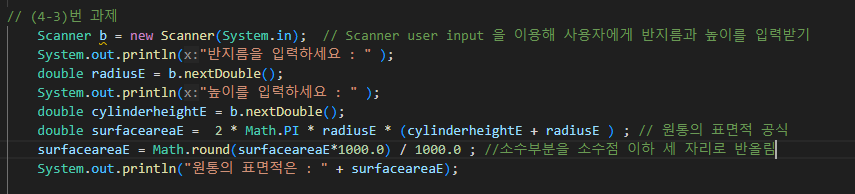 // (4-3)번 과제
Scanner b = new Scanner(System.in);  // Scanner user input 을 이용해 사용자에게 반지름과 높이를 입력받기
System.out.println(x:"반지름을 입력하세요 : " );
double radiusE = b.nextDouble();
System.out.println(x:"높이를 입력하세요 : " );
double cylinderheightE = b.nextDouble();
double surfaceareaE =  2 * Math.PI * radiusE * (cylinderheightE + radiusE ) ; // 원통의 표면적 공식
surfaceareaE = Math.round(surfaceareaE*1000.0) / 1000.0 ; //소수부분을 소수점 이하 세 자리로 반올림
System.out.println("원통의 표면적은 : " + surfaceareaE);